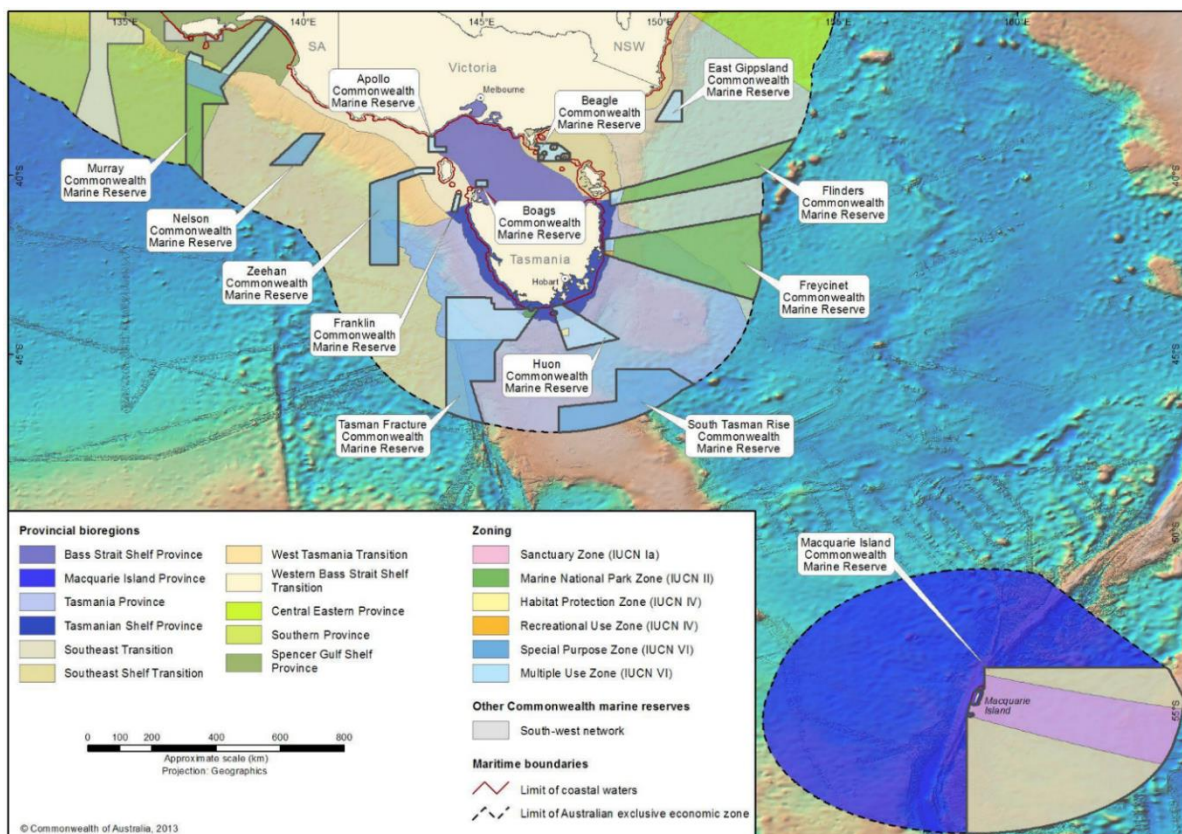 135°E
140°E
145°E
150°E
155°E
160°E
SA
NSW
Victoria
Melbourne
Apollo
Commonwealth
Marine Reserve
Beagle
Commonwealth
Marine Reserve
East Gippsland
Commonwealth
Marine Reserve
40°S
40°S
Murray
Commonwealth
Marine Reserve
Nelson
Commonwealth
Marine Reserve
Zeehan
Commonwealth
Marine Reserve
Boags
Commonwealth
Marine Reserve
Flinders
Commonwealth
Marine Reserve
Tasmania
Hobart
Freycinet
Commonwealth
Marine Reserve
Franklin
Commonwealth
Marine Reserve
45°S
45°S
Huon
Commonwealth
Marine Reserve
Tasman Fracture
Commonwealth
Marine Reserve
South Tasman Rise
Commonwealth
Marine Reserve
Macquarie Island
Commonwealth
Marine Reserve
50°S
Macquarie
Island
55°S
Provincial bioregions
Bass Strait Shelf Province
Macquarie Island Province
Tasmania Province
Tasmanian Shelf Province
Southeast Transition
Southeast Shelf Transition
West Tasmania Transition
Western Bass Strait Shelf
Transition
Central Eastern Province
Southern Province
Spencer Gulf Shelf
Province
0 100 200 400 600 800
Approximate scale (km)
Projection: Geographics
Zoning
Sanctuary Zone (IUCN Ia)
Marine National Park Zone (IUCN II)
Habitat Protection Zone (IUCN IV)
Recreational Use Zone (IUCN IV)
Special Purpose Zone (IUCN VI)
Multiple Use Zone (IUCN VI)
Other Commonwealth marine reserves
South-west network
Maritime boundaries
Limit of coastal waters
Limit of Australian exclusive economic zone
© Commonwealth of Australia, 2013